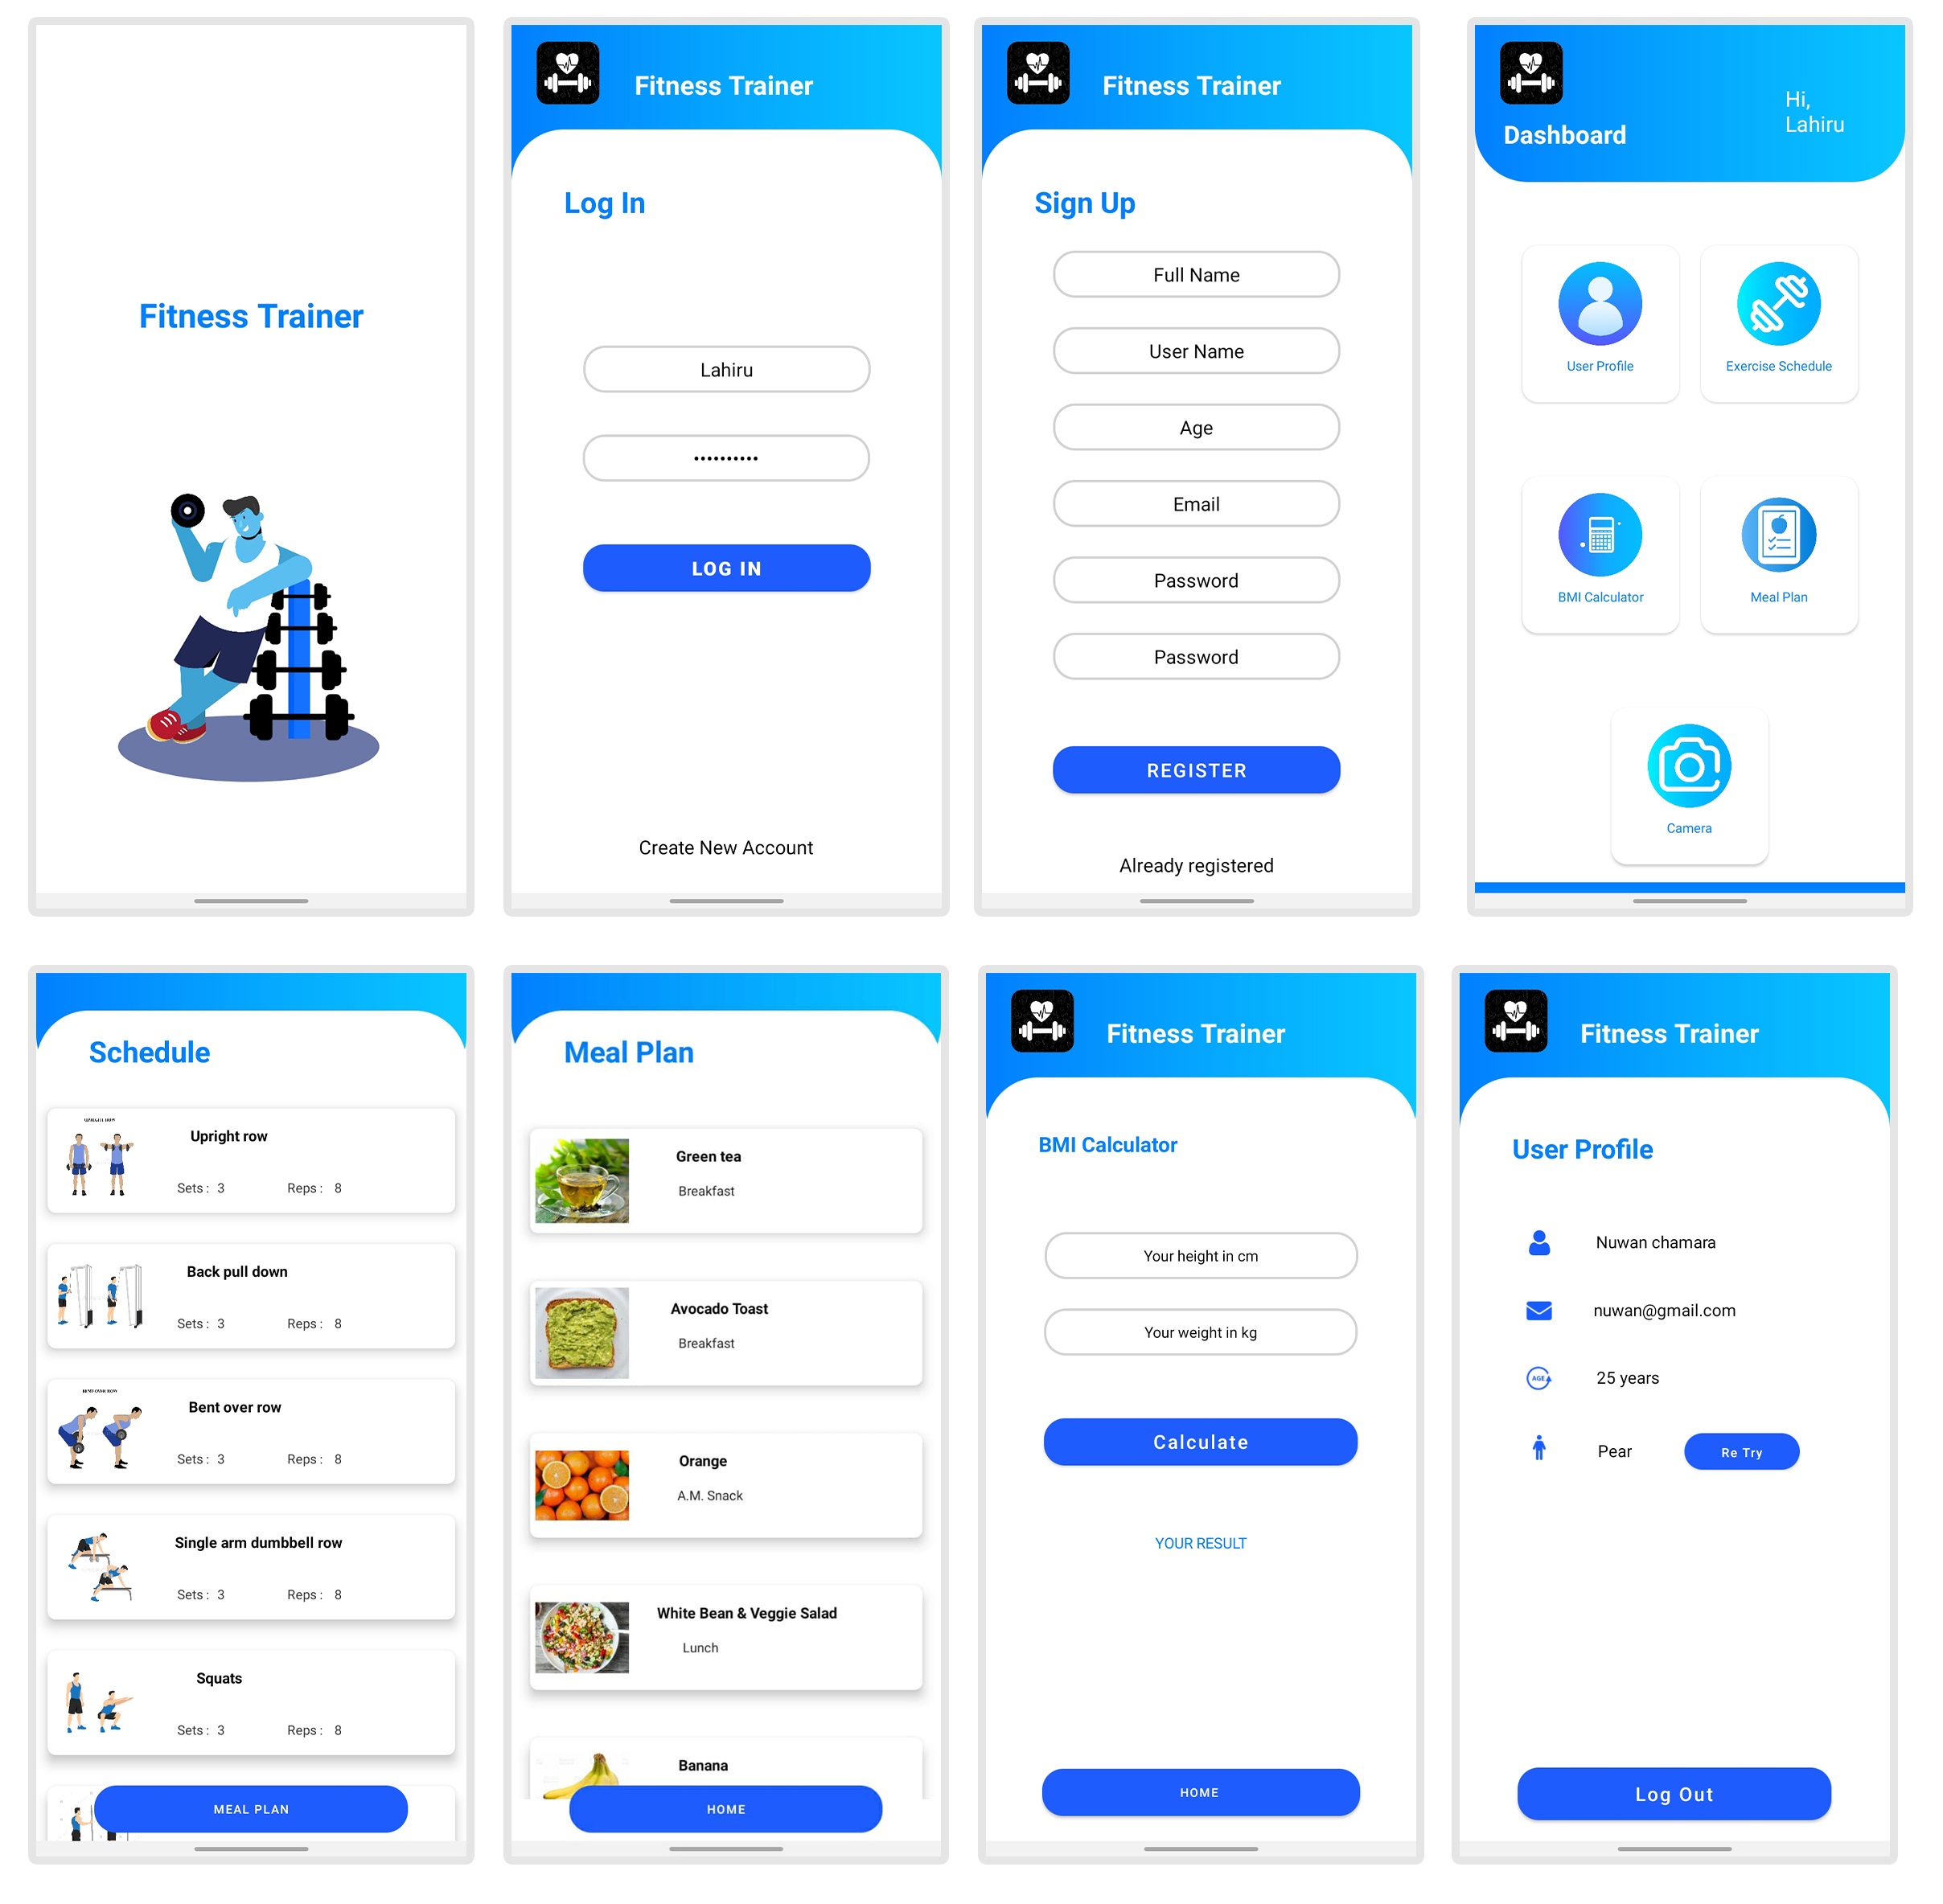 Fitness Trainer
Fitness Trainer
Log In
Lahiru
••••••••••
LOG IN
Create New Account
Fitness Trainer
Sign Up
Full Name
User Name
Age
Email
Password
Password
REGISTER
Already registered
Hi,
Lahiru
Dashboard
User Profile
Exercise Schedule
BMI Calculator
Meal Plan
Camera
Schedule
UPRIGHT ROW
Upright row
Sets : 3 Reps : 8
Back pull down
Sets : 3 Reps : 8
BENT OVER ROW
Bent over row
Sets : 3 Reps : 8
Single arm dumbbell row
Sets : 3 Reps : 8
Squats
Sets : 3 Reps : 8
MEAL PLAN
Meal Plan
Green tea
Breakfast
Avocado Toast
Breakfast
Orange
A.M. Snack
White Bean & Veggie Salad
Lunch
Banana
HOME
Fitness Trainer
BMI Calculator
Your height in cm
Your weight in kg
Calculate
YOUR RESULT
HOME
Fitness Trainer
User Profile
Nuwan chamara
nuwan@gmail.com
AGE
25 years
Pear
Re Try
Log Out